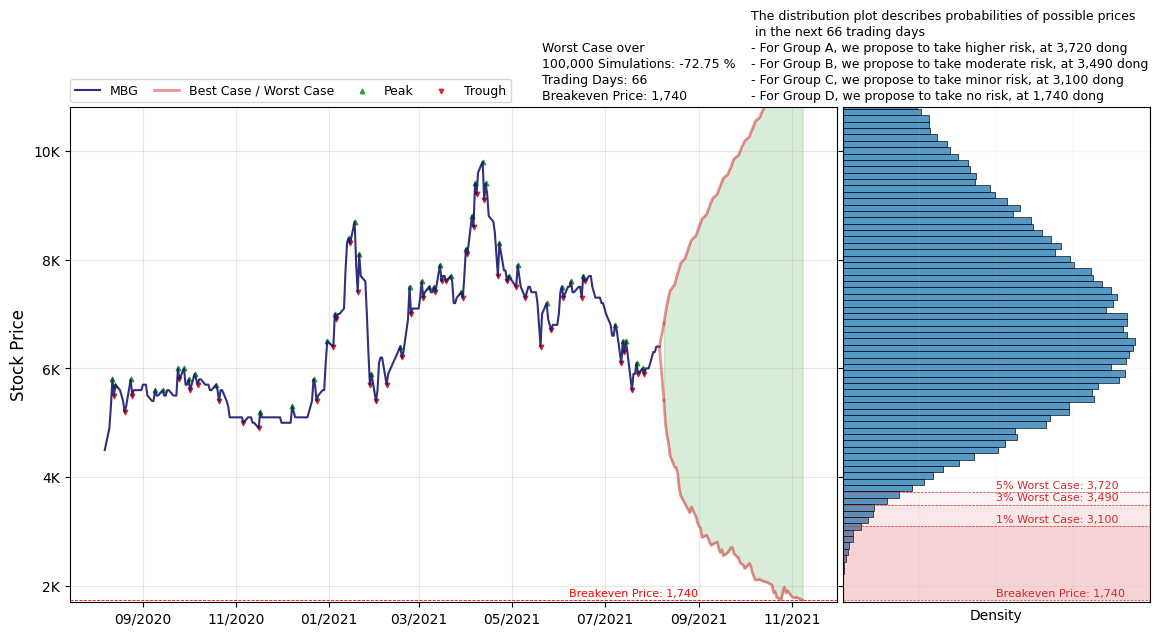 The distribution plot describes probabilities of possible prices
in the next 66 trading days
- For Group A, we propose to take higher risk, at 3,720 dong
- For Group B, we propose to take moderate risk, at 3,490 dong
- For Group C, we propose to take minor risk, at 3,100 dong
- For Group D, we propose to take no risk, at 1,740 dong
Worst Case over
100,000 Simulations: -72.75 %
Trading Days: 66
Breakeven Price: 1,740
MBG
Best Case / Worst Case
Peak
Trough
Stock Price
10K
8K
6K
4K
2K
Breakeven Price: 1,740
09/2020
11/2020
01/2021
03/2021
05/2021
07/2021
09/2021
11/2021
5% Worst Case: 3,720
3% Worst Case: 3,490
1% Worst Case: 3,100
Breakeven Price: 1,740
Density